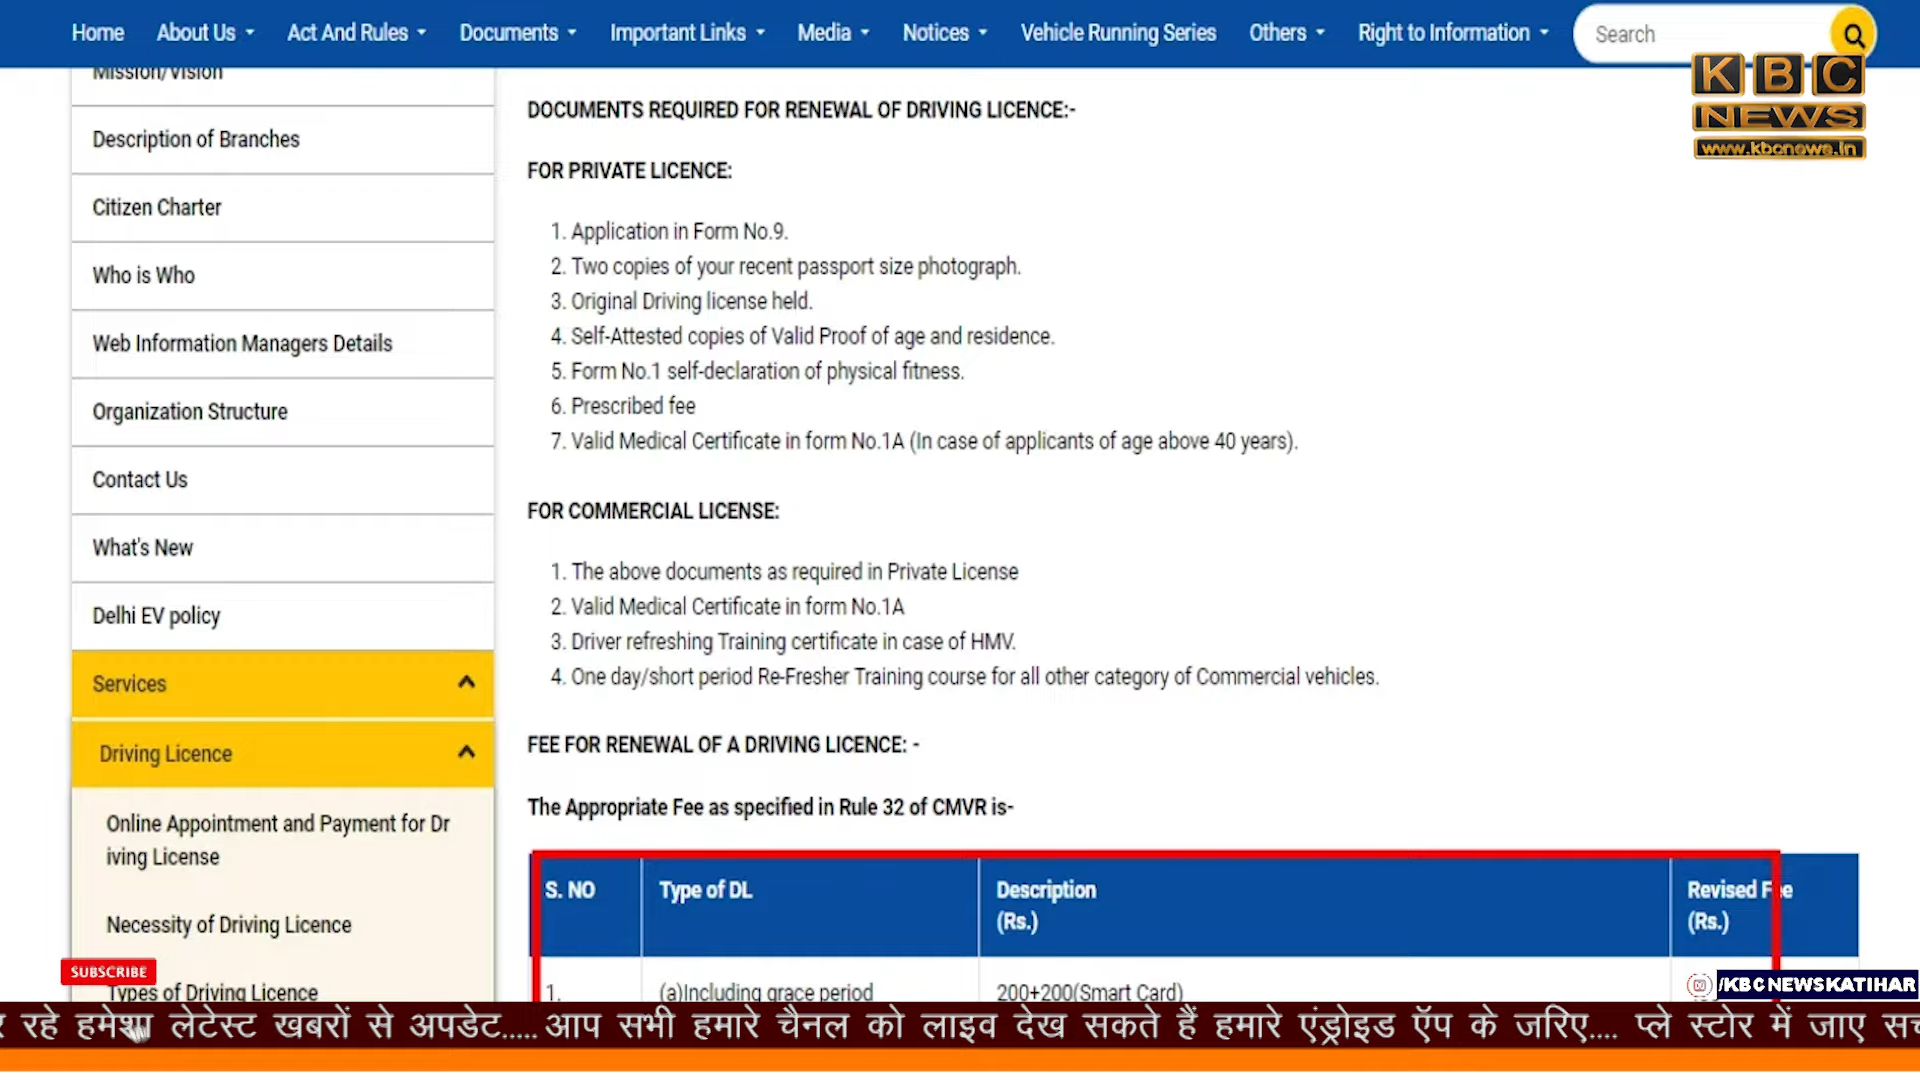 Home About Us Act And Rules Documents Important Links Media Notices Vehicle Running Series Others Right to Information Search
KBC
NEWS
www.kbcnews.in
Mission/Vision
Description of Branches
Citizen Charter
Who is Who
Web Information Managers Details
Organization Structure
Contact Us
What's New
Delhi EV policy
Services
Driving Licence
Online Appointment and Payment for Dr
iving License
Necessity of Driving Licence
Types of Driving Licence
DOCUMENTS REQUIRED FOR RENEWAL OF DRIVING LICENCE:-
FOR PRIVATE LICENCE:
1. Application in Form No.9.
2. Two copies of your recent passport size photograph.
3. Original Driving license held.
4. Self-Attested copies of Valid Proof of age and residence.
5. Form No.1 self-declaration of physical fitness.
6. Prescribed fee
7. Valid Medical Certificate in form No.1A (In case of applicants of age above 40 years).
FOR COMMERCIAL LICENSE:
1. The above documents as required in Private License
2. Valid Medical Certificate in form No.1A
3. Driver refreshing Training certificate in case of HMV.
4. One day/short period Re-Fresher Training course for all other category of Commercial vehicles.
FEE FOR RENEWAL OF A DRIVING LICENCE: -
The Appropriate Fee as specified in Rule 32 of CMVR is-
S. NO Type of DL Description Revised Fee
(Rs.) (Rs.)
1. (a)Including grace period 200+200(Smart Card)
SUBSCRIBE
/KBCNEWSKATIHAR
रहे हमेशा लेटेस्ट खबरों से अपडेट..... आप सभी हमारे चैनल को लाइव देख सकते हैं हमारे एंड्रोइड ऍप के जरिए.... प्ले स्टोर में जाए